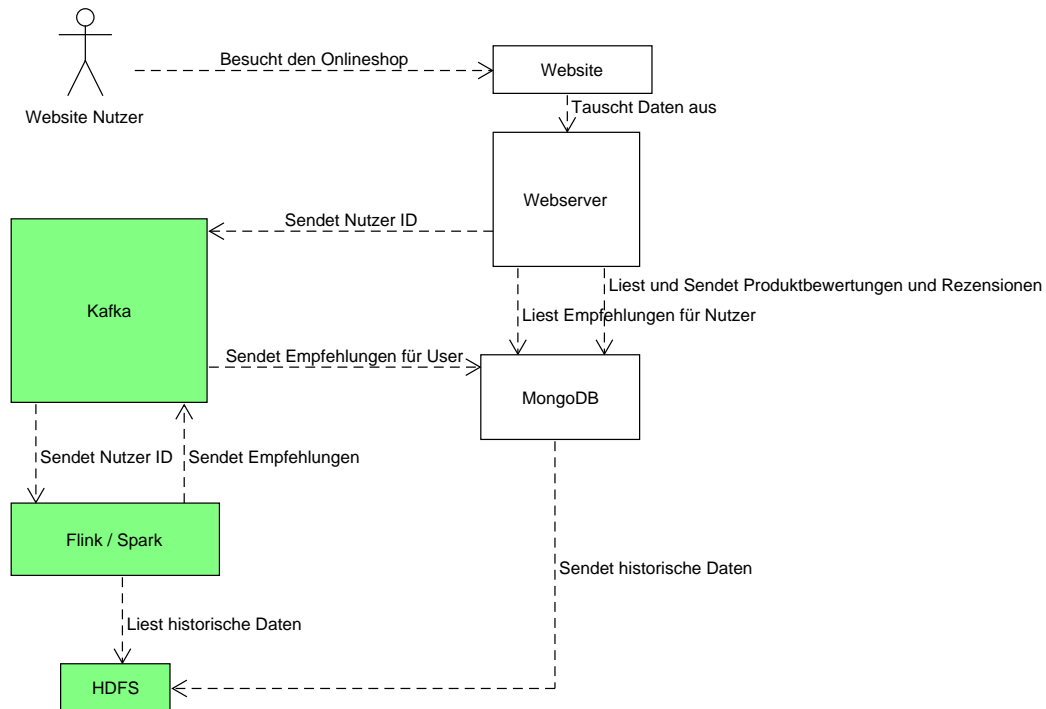 Besucht den Onlineshop
Website
Website Nutzer
Tauscht Daten aus
Webserver
Sendet Nutzer ID
Liest und Sendet Produktbewertungen und Rezensionen
Kafka
Liest Empfehlungen für Nutzer
Sendet Empfehlungen für User
MongoDB
Sendet Nutzer ID
Sendet Empfehlungen
Flink / Spark
Sendet historische Daten
Liest historische Daten
HDFS